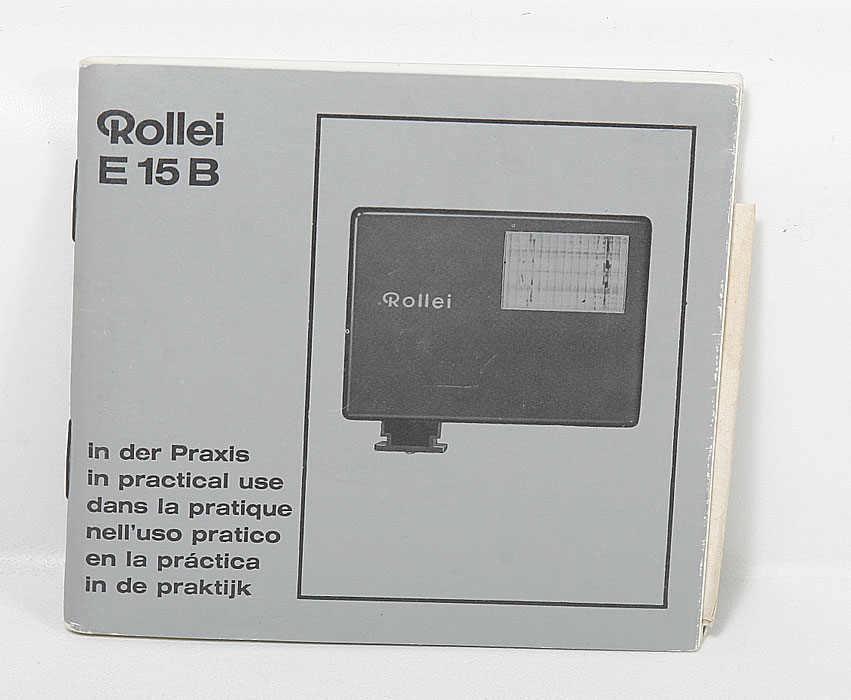 Rollei
E 15 B
Rollei
in der Praxis
in practical use
dans la pratique
nell'uso pratico
en la práctica
in de praktijk